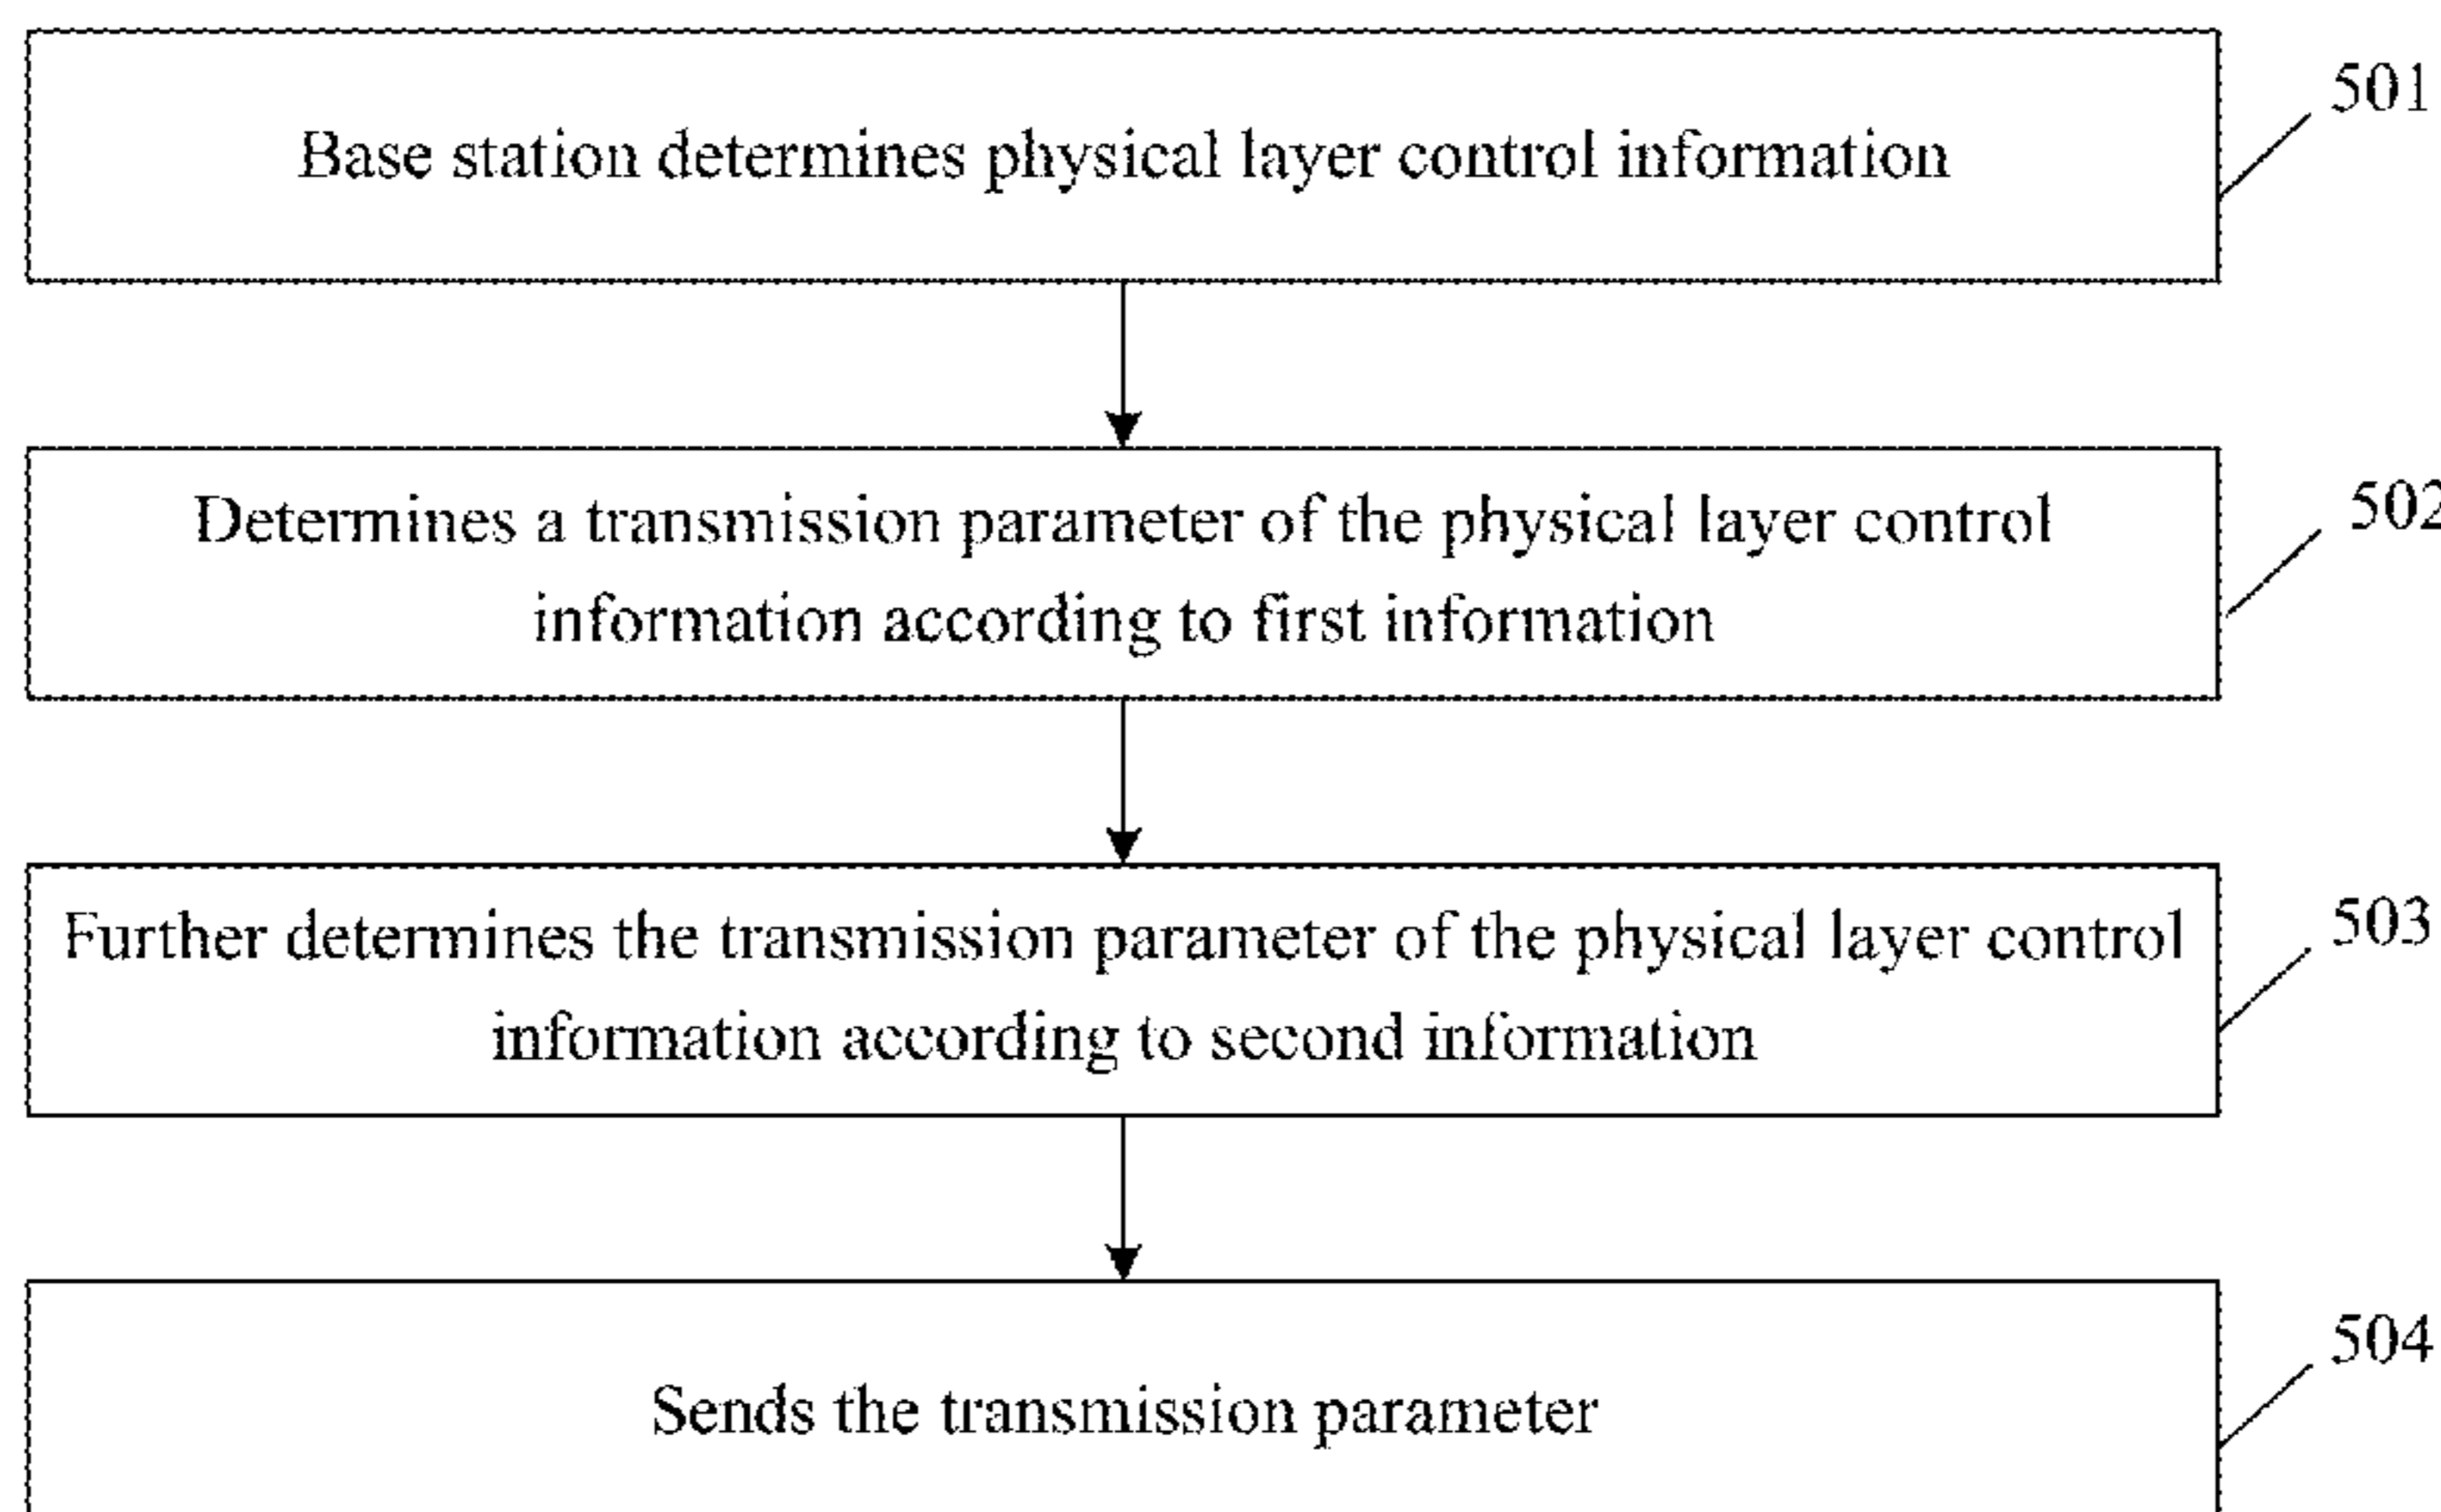 Base station determines physical layer control information
501
Determines a transmission parameter of the physical layer control
information according to first information
502
Further determines the transmission parameter of the physical layer control
information according to second information
503
Sends the transmission parameter
504